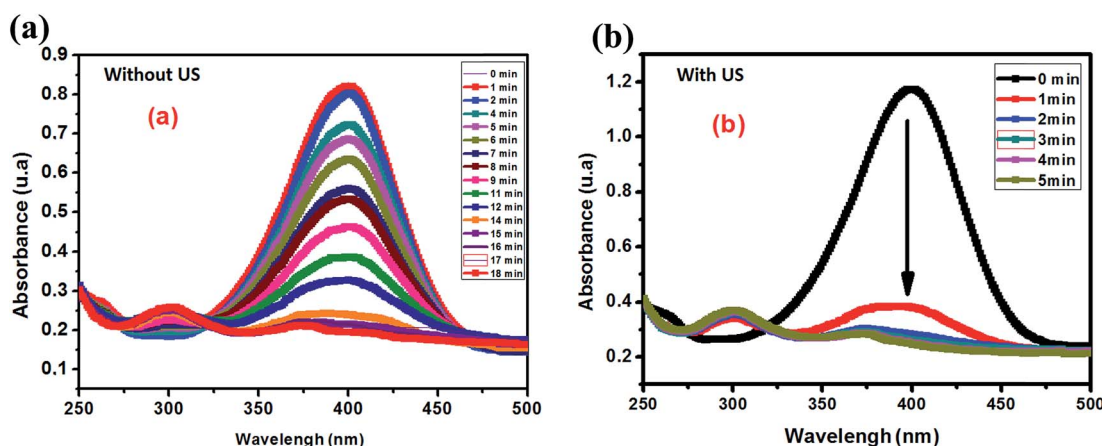 (a)
Without US
(a)
Absorbance (u.a)
0.9
0.8
0.7
0.6
0.5
0.4
0.3
0.2
0.1
250
300
350
400
450
500
Wavelengh (nm)
0 min
1 min
2 min
4 min
5 min
6 min
7 min
8 min
9 min
11 min
12 min
14 min
15 min
16 min
17 min
18 min
(b)
With US
(b)
Absorbance (u.a)
1.2
1.0
0.8
0.6
0.4
0.2
250
300
350
400
450
500
Wavelengh (nm)
0 min
1min
2min
3min
4min
5min